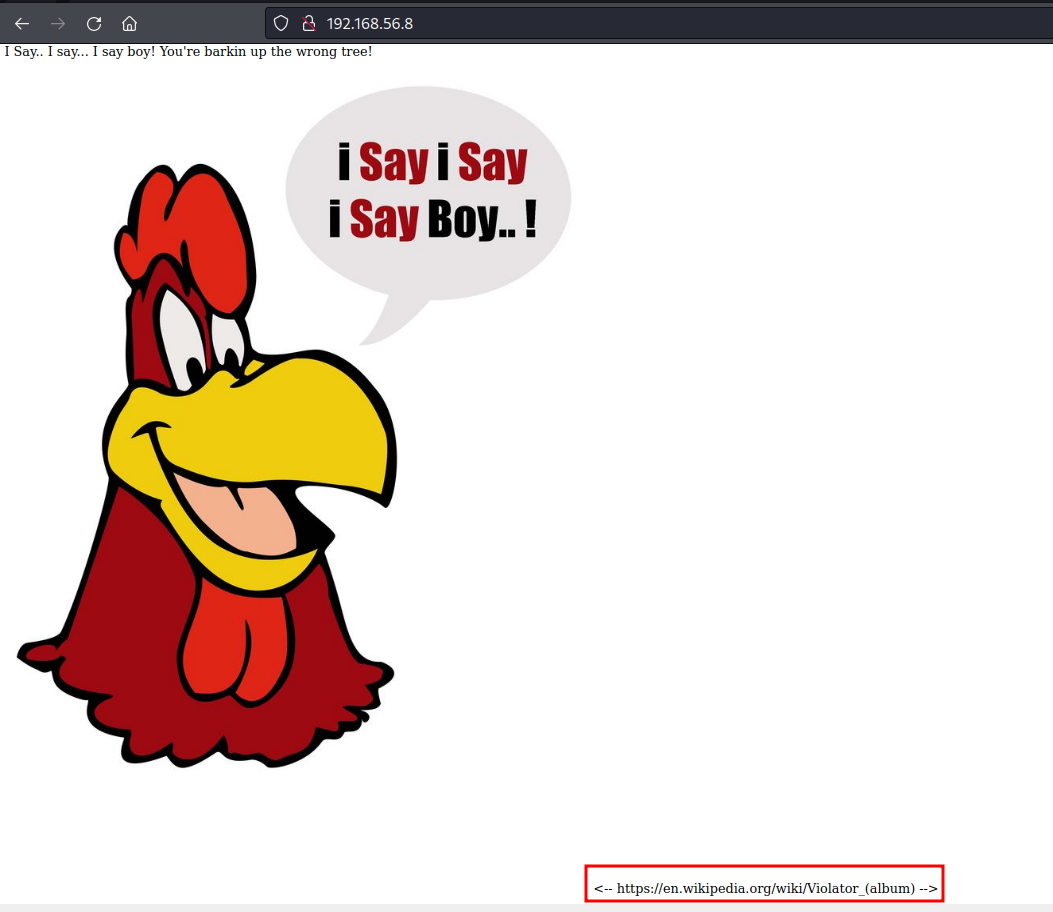 192.168.56.8
I Say.. I say... I say boy! You're barkin up the wrong tree!
i Say i Say
i Say Boy.. !
<-- https://en.wikipedia.org/wiki/Violator_(album) -->